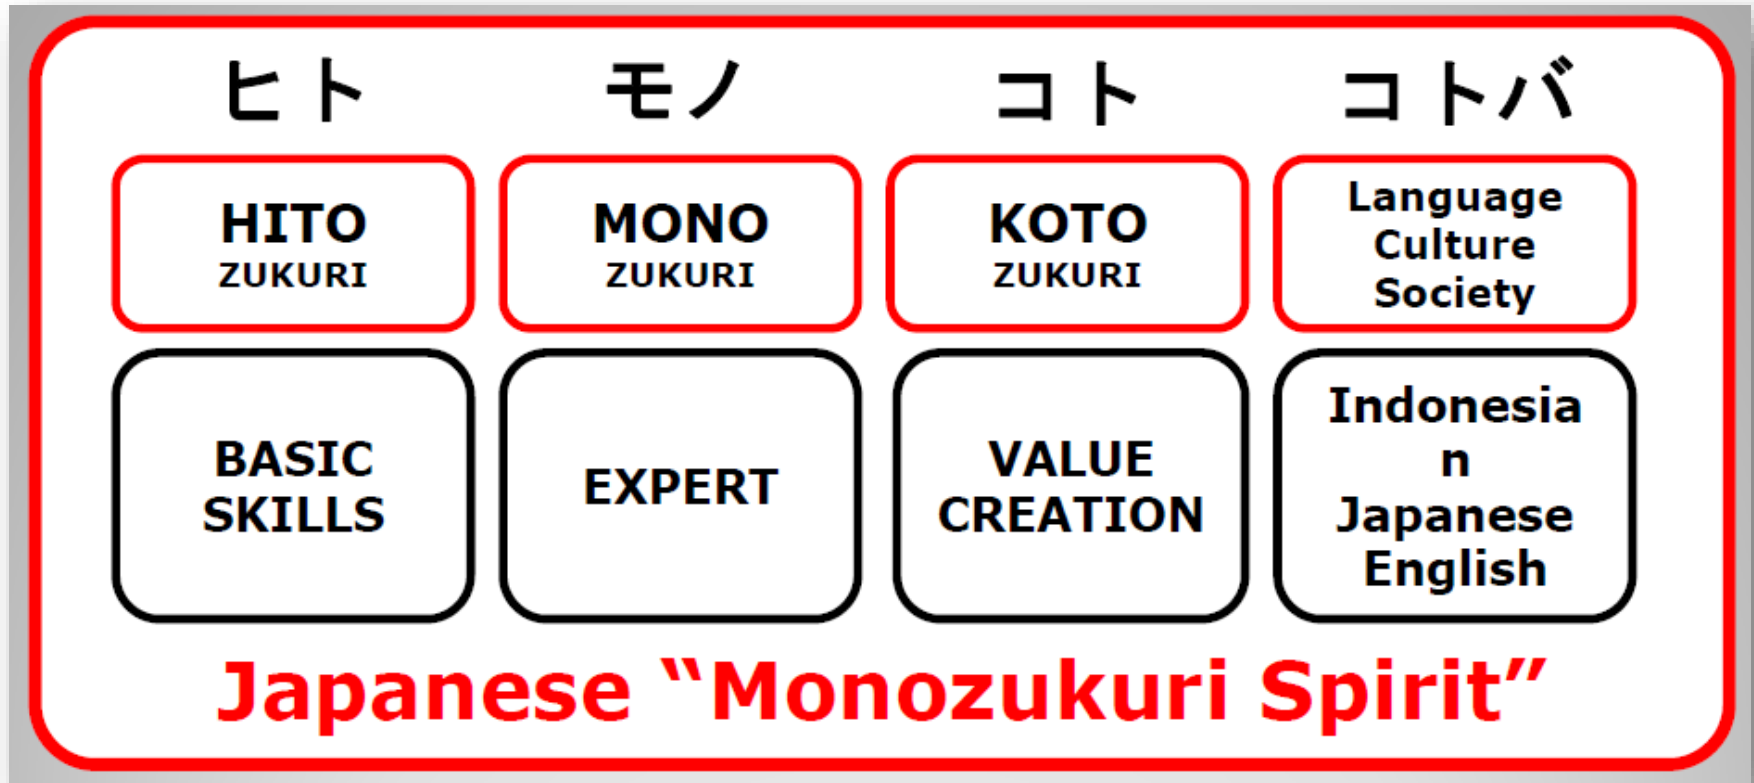 ヒト
モノ
コト
コトバ
HITO
ZUKURI
MONO
ZUKURI
KOTO
ZUKURI
Language
Culture
Society
BASIC
SKILLS
EXPERT
VALUE
CREATION
Indonesia
n
Japanese
English
Japanese “Monozukuri Spirit”